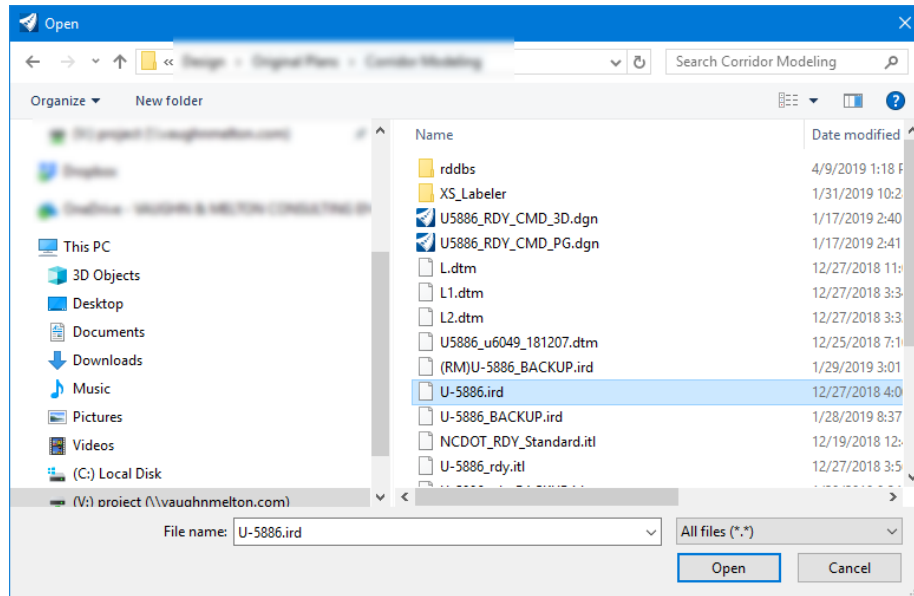 Open
«
Search Corridor Modeling
Organize
New folder
Name
Date modified
rddbs 4/9/2019 1:18 P
XS_Labeler 1/31/2019 10:2
U5886_RDY_CMD_3D.dgn 1/17/2019 2:40
U5886_RDY_CMD_PG.dgn 1/17/2019 2:41
L.dtm 12/27/2018 11:
L1.dtm 12/27/2018 3:3
L2.dtm 12/27/2018 3:3
U5886_u6049_181207.dtm 12/25/2018 7:1
(RM)U-5886_BACKUP.ird 1/29/2019 3:01
U-5886.ird 12/27/2018 4:0
U-5886_BACKUP.ird 1/28/2019 8:37
NCDOT_RDY_Standard.itl 12/19/2018 12:
U-5886_rdy.itl 12/27/2018 3:5
This PC
3D Objects
Desktop
Documents
Downloads
Music
Pictures
Videos
(C:) Local Disk
(V:) project (\\vaughnmelton.com)
File name: U-5886.ird
All files (*.*)
Open
Cancel